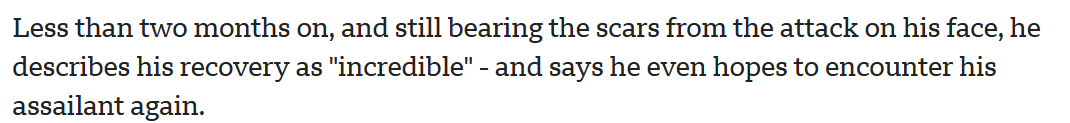 Less than two months on, and still bearing the scars from the attack on his face, he
describes his recovery as "incredible" - and says he even hopes to encounter his
assailant again.